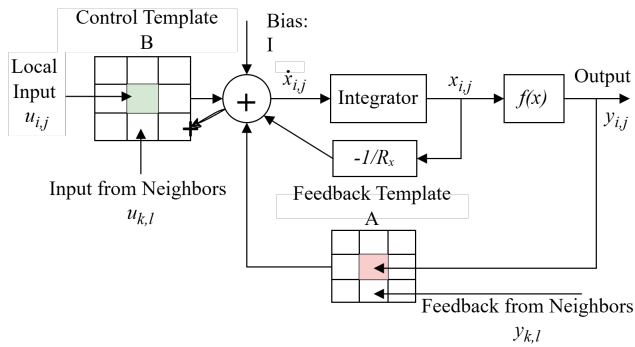 Control Template
B
Bias:
I
Local
Input
u_{i,j}
+
ẋ_{i,j}
Integrator
x_{i,j}
f(x)
Output
y_{i,j}
-1/R_x
Input from Neighbors
u_{k,l}
Feedback Template
A
Feedback from Neighbors
y_{k,l}